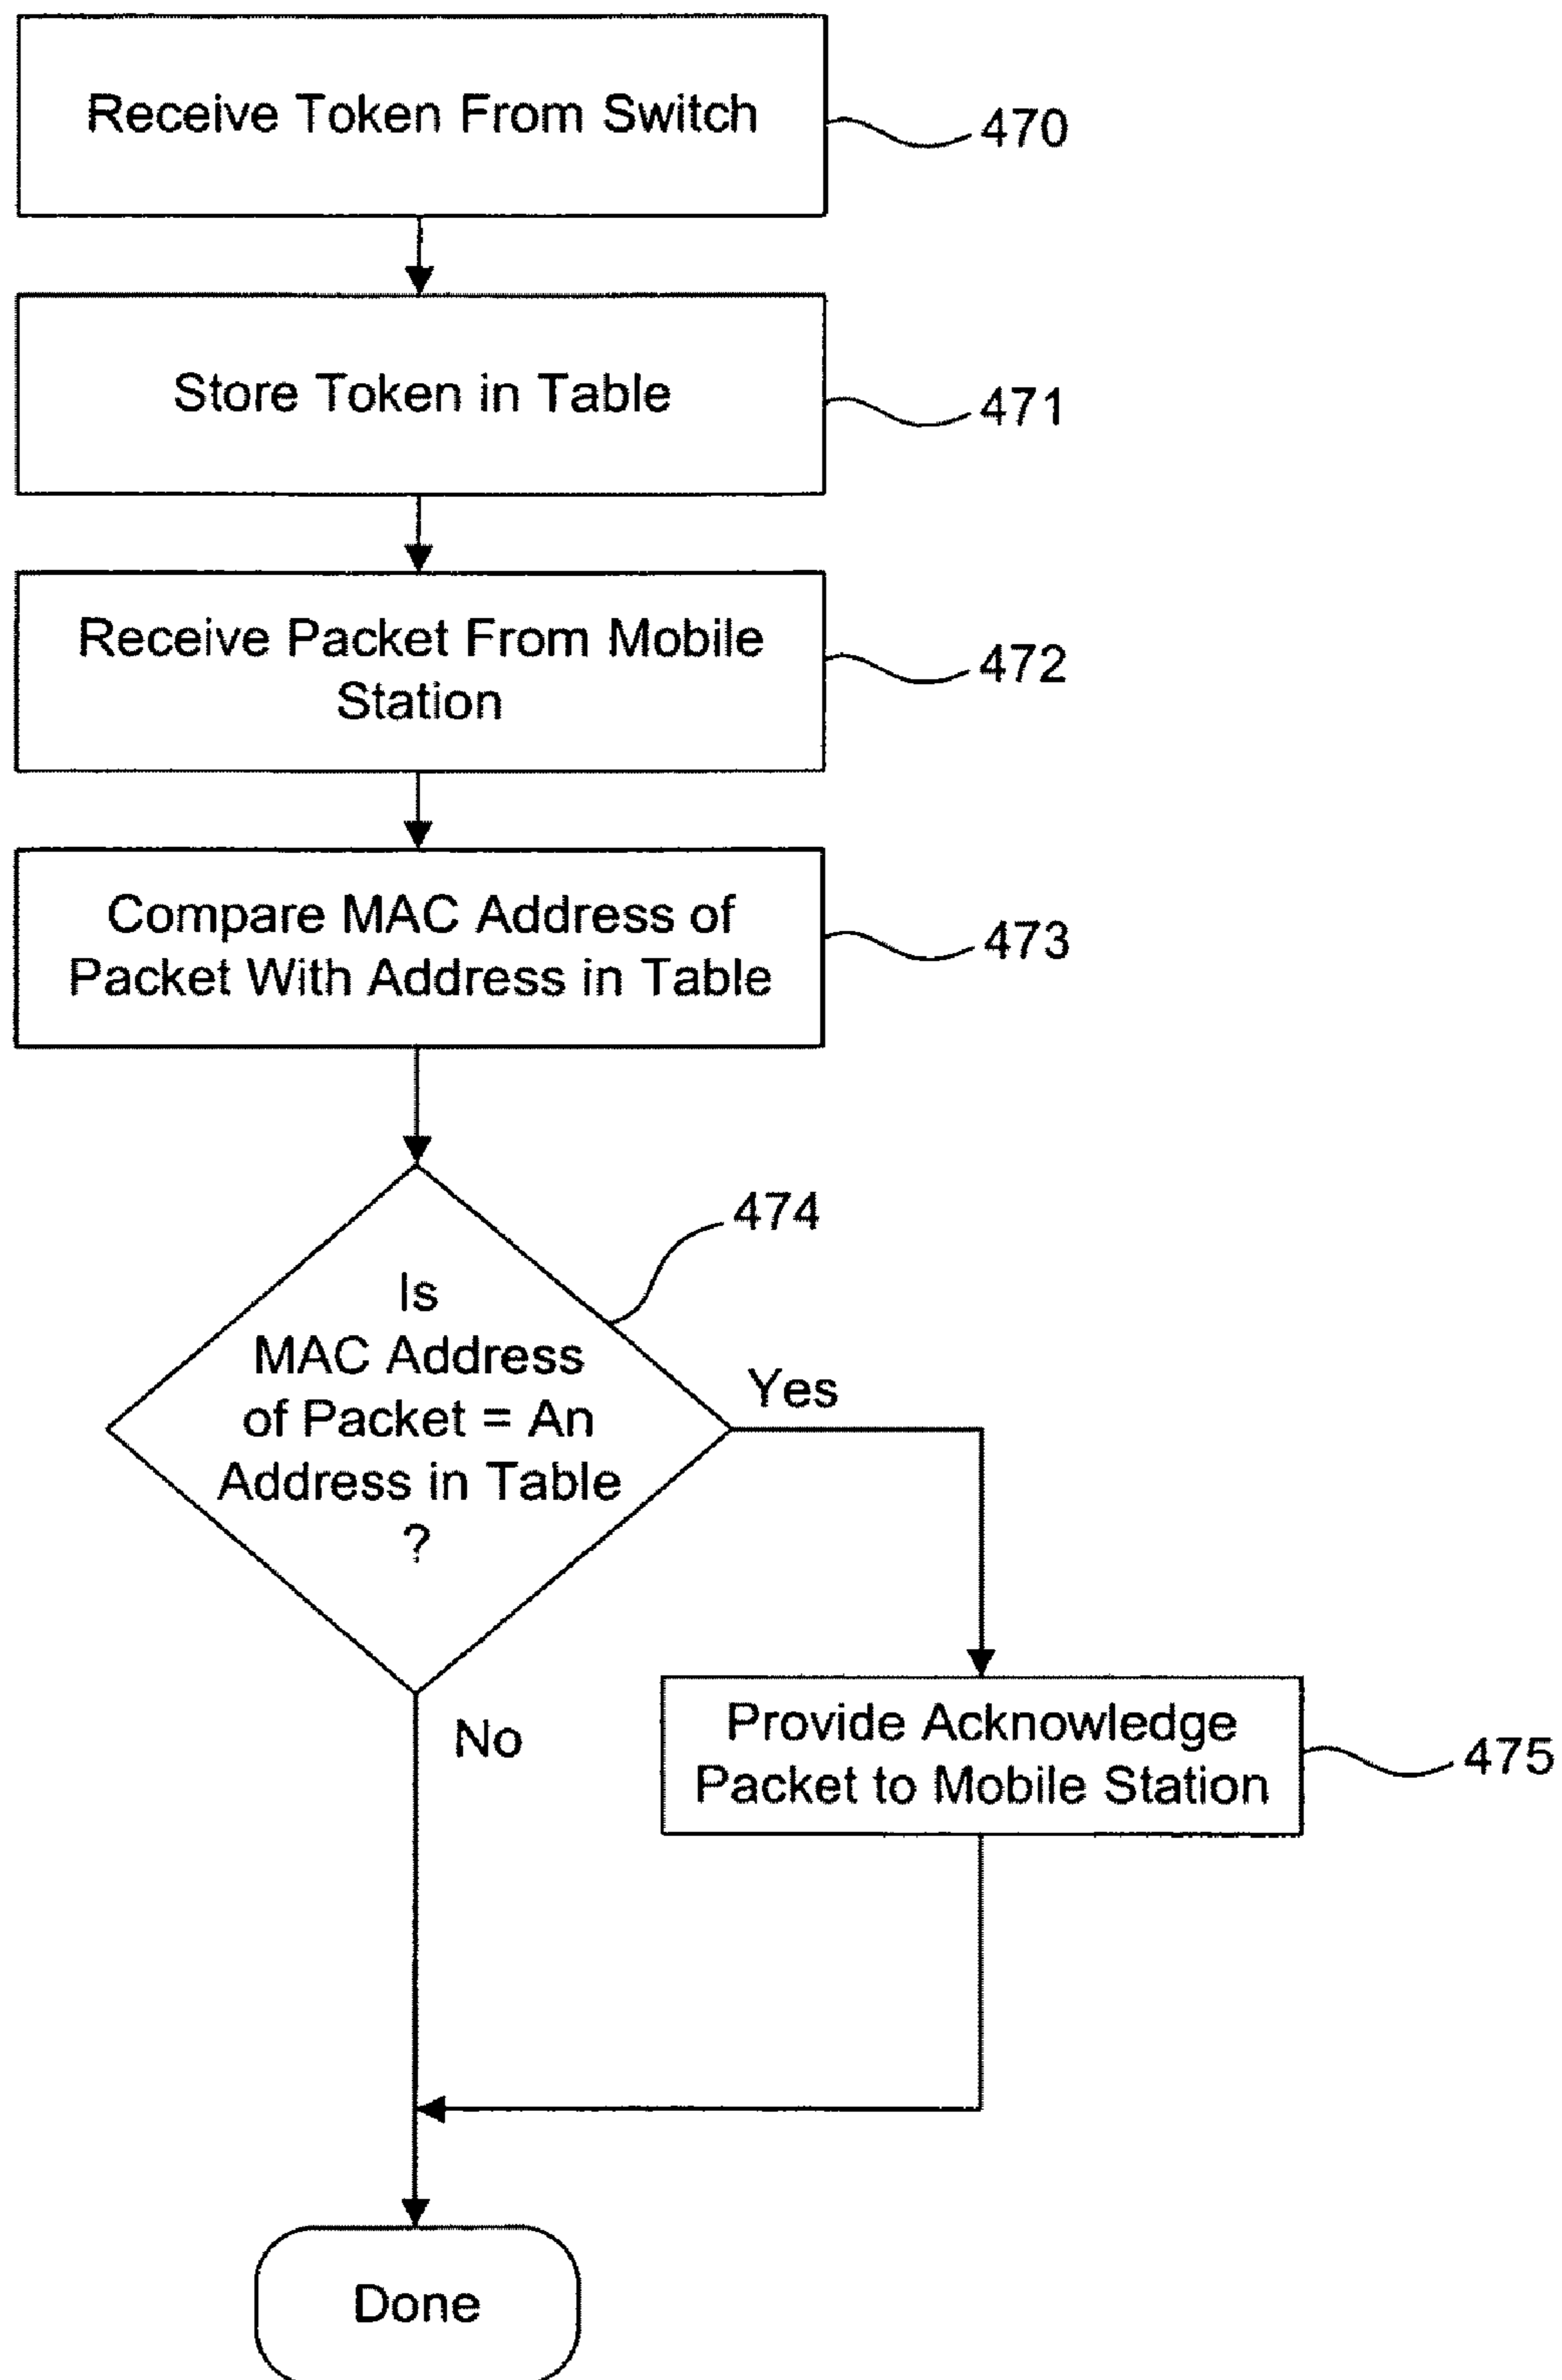 Receive Token From Switch
470
Store Token in Table
471
Receive Packet From Mobile
Station
472
Compare MAC Address of
Packet With Address in Table
473
474
Is
MAC Address
of Packet = An
Address in Table
?
Yes
No
Provide Acknowledge
Packet to Mobile Station
475
Done